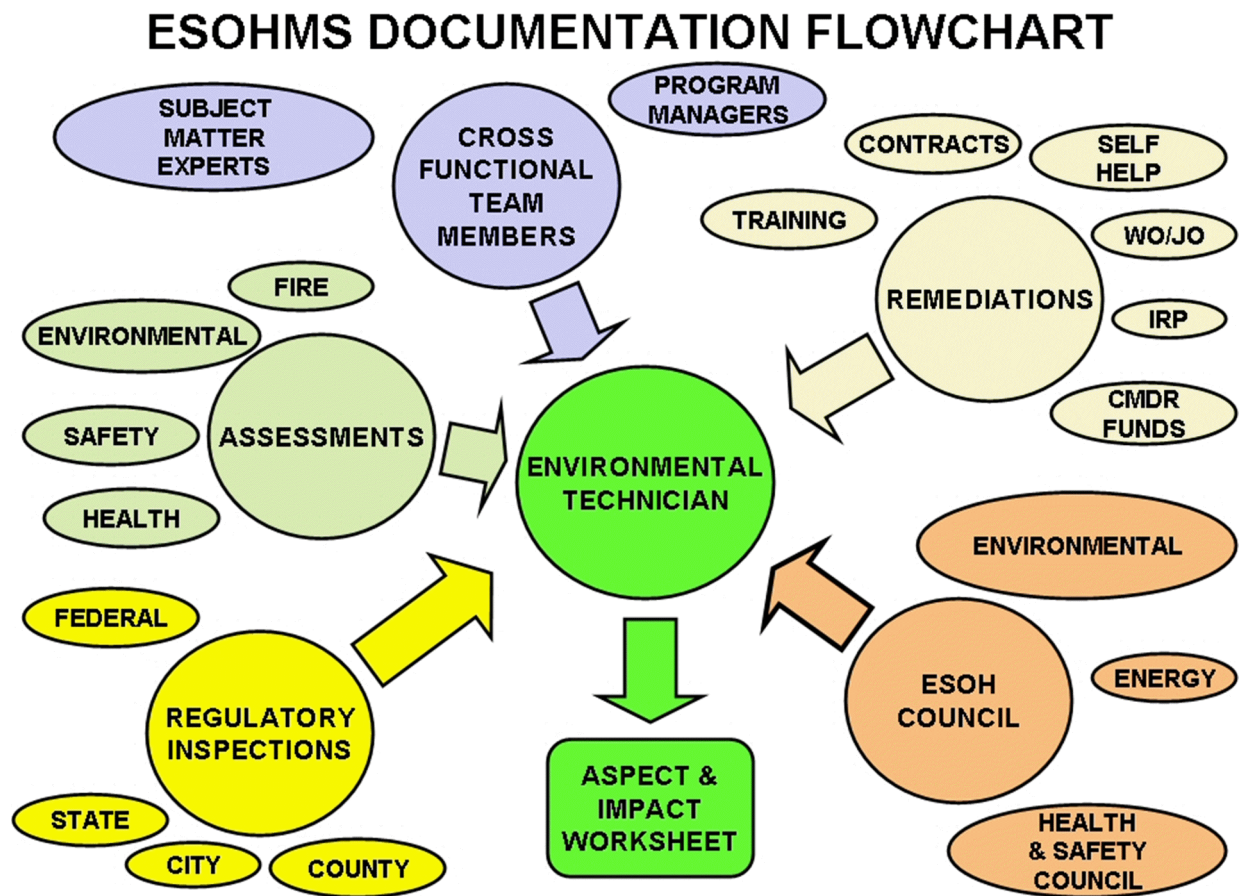 ESOHMS DOCUMENTATION FLOWCHART
SUBJECT
MATTER
EXPERTS
CROSS
FUNCTIONAL
TEAM
MEMBERS
PROGRAM
MANAGERS
CONTRACTS
SELF
HELP
TRAINING
WO/JO
REMEDIATIONS
IRP
CMDR
FUNDS
FIRE
ENVIRONMENTAL
SAFETY
ASSESSMENTS
HEALTH
ENVIRONMENTAL
TECHNICIAN
FEDERAL
REGULATORY
INSPECTIONS
STATE
CITY
COUNTY
ENVIRONMENTAL
ESOH
COUNCIL
ENERGY
HEALTH
& SAFETY
COUNCIL
ASPECT &
IMPACT
WORKSHEET